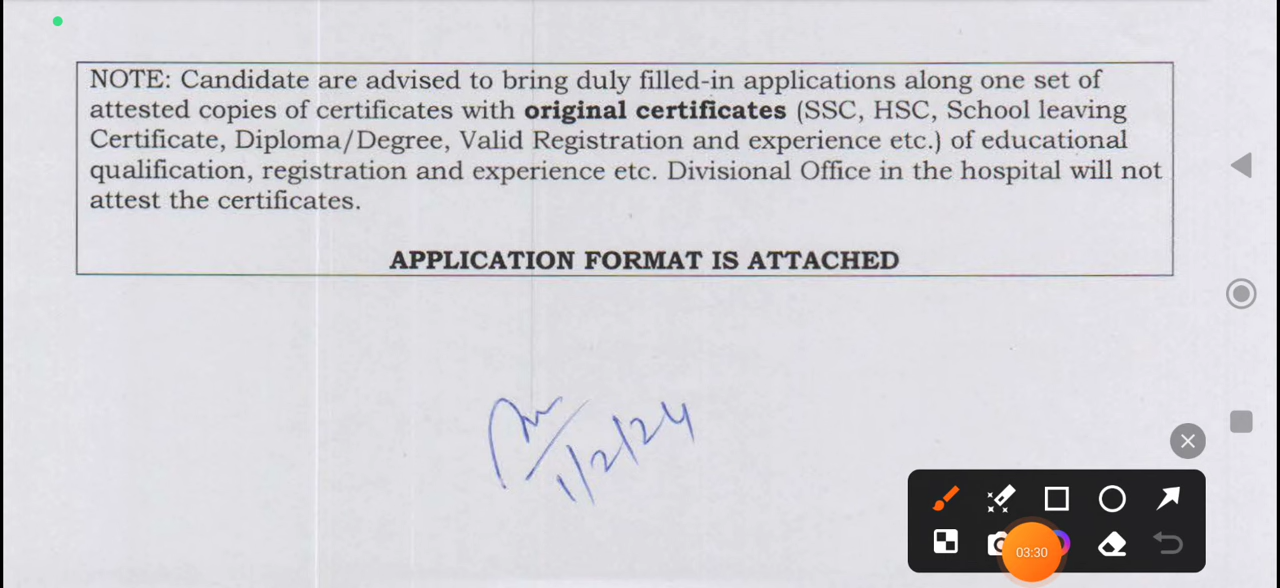 NOTE: Candidate are advised to bring duly filled-in applications along one set of
attested copies of certificates with original certificates (SSC, HSC, School leaving
Certificate, Diploma/Degree, Valid Registration and experience etc.) of educational
qualification, registration and experience etc. Divisional Office in the hospital will not
attest the certificates.
APPLICATION FORMAT IS ATTACHED
1/2/24
03:30